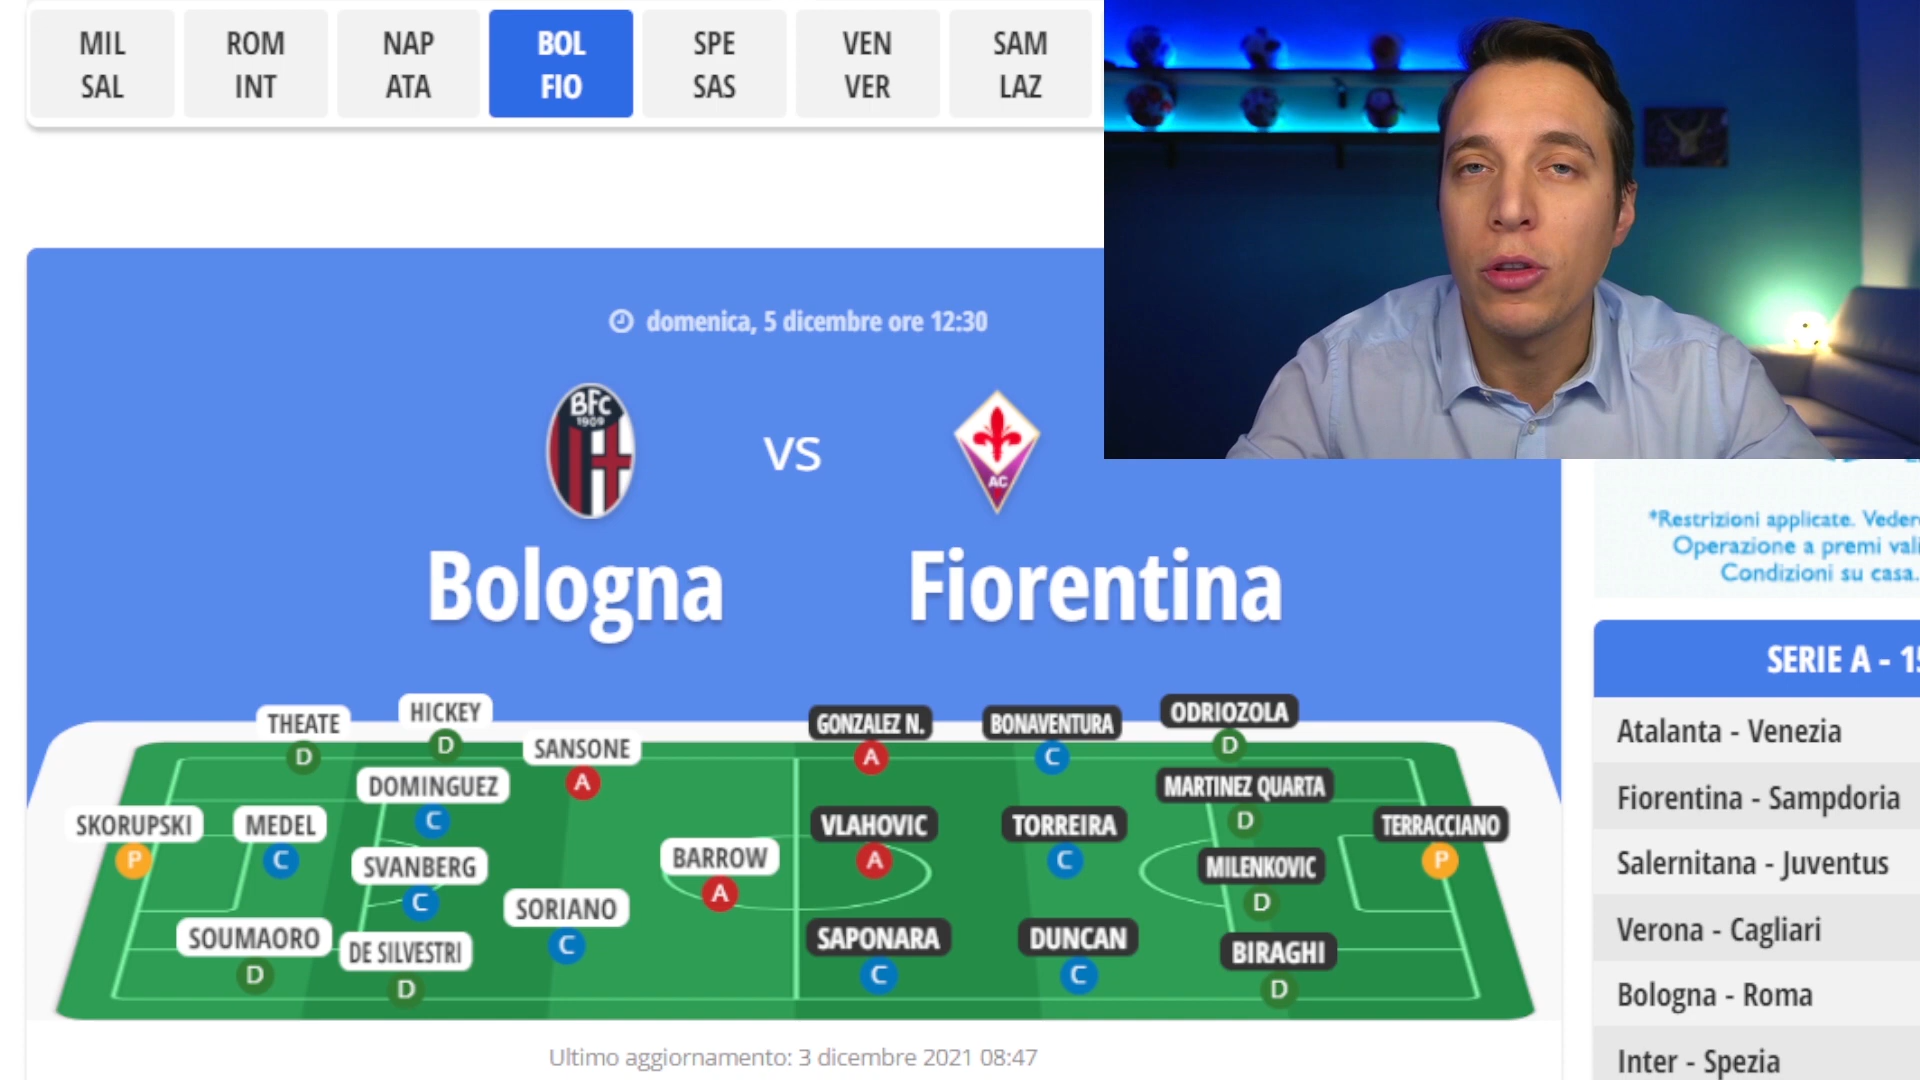 MIL
SAL
ROM
INT
NAP
ATA
BOL
FIO
SPE
SAS
VEN
VER
SAM
LAZ
domenica, 5 dicembre ore 12:30
BFC
1909
VS
AC
Bologna
Fiorentina
*Restrizioni applicate.
Operazione a premi
Condizioni su casa.
THEATE
D
HICKEY
D
SANSONE
A
DOMINGUEZ
C
SKORUPSKI
P
MEDEL
C
SVANBERG
C
BARROW
A
SORIANO
C
SOUMAORO
D
DE SILVESTRI
D
GONZALEZ N.
A
BONAVENTURA
C
ODRIOZOLA
D
MARTINEZ QUARTA
D
VLAHOVIC
A
TORREIRA
C
TERRACCIANO
P
MILENKOVIC
D
SAPONARA
C
DUNCAN
C
BIRAGHI
D
Ultimo aggiornamento: 3 dicembre 2021 08:47
SERIE A -
Atalanta - Venezia
Fiorentina - Sampdoria
Salernitana - Juventus
Verona - Cagliari
Bologna - Roma
Inter - Spezia